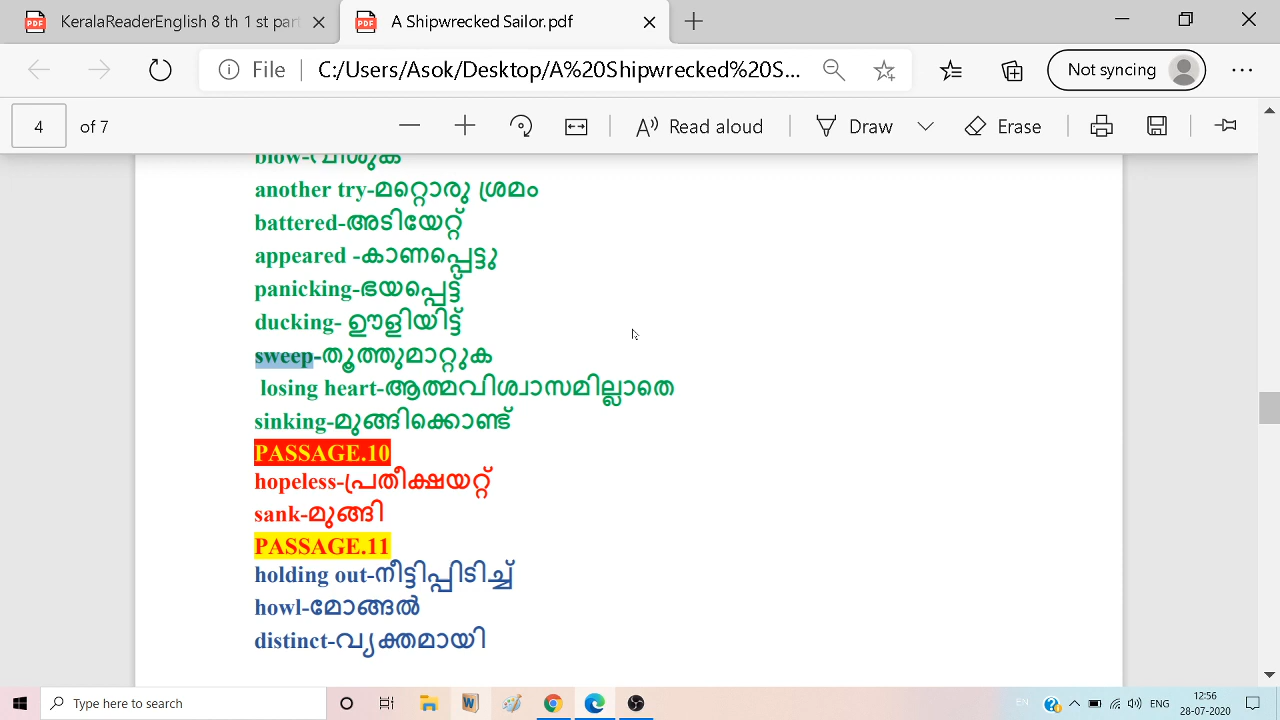 KeralaReaderEnglish 8 th 1 st part
A Shipwrecked Sailor.pdf
File
C:/Users/Asok/Desktop/A%20Shipwrecked%20S...
Not syncing
4 of 7
Read aloud
Draw
Erase
blow-വീശുക
another try-മറ്റൊരു ശ്രമം
battered-അടിയേറ്റ്
appeared -കാണപ്പെട്ടു
panicking-ഭയപ്പെട്ട്
ducking- ഊളിയിട്ട്
sweep-തൂത്തുമാറ്റുക
losing heart-ആത്മവിശ്വാസമില്ലാതെ
sinking-മുങ്ങിക്കൊണ്ട്
PASSAGE.10
hopeless-പ്രതീക്ഷയറ്റ്
sank-മുങ്ങി
PASSAGE.11
holding out-നീട്ടിപ്പിടിച്ച്
howl-മോങ്ങൽ
distinct-വ്യക്തമായി
Type here to search
EN
ENG
12:56
28-07-2020